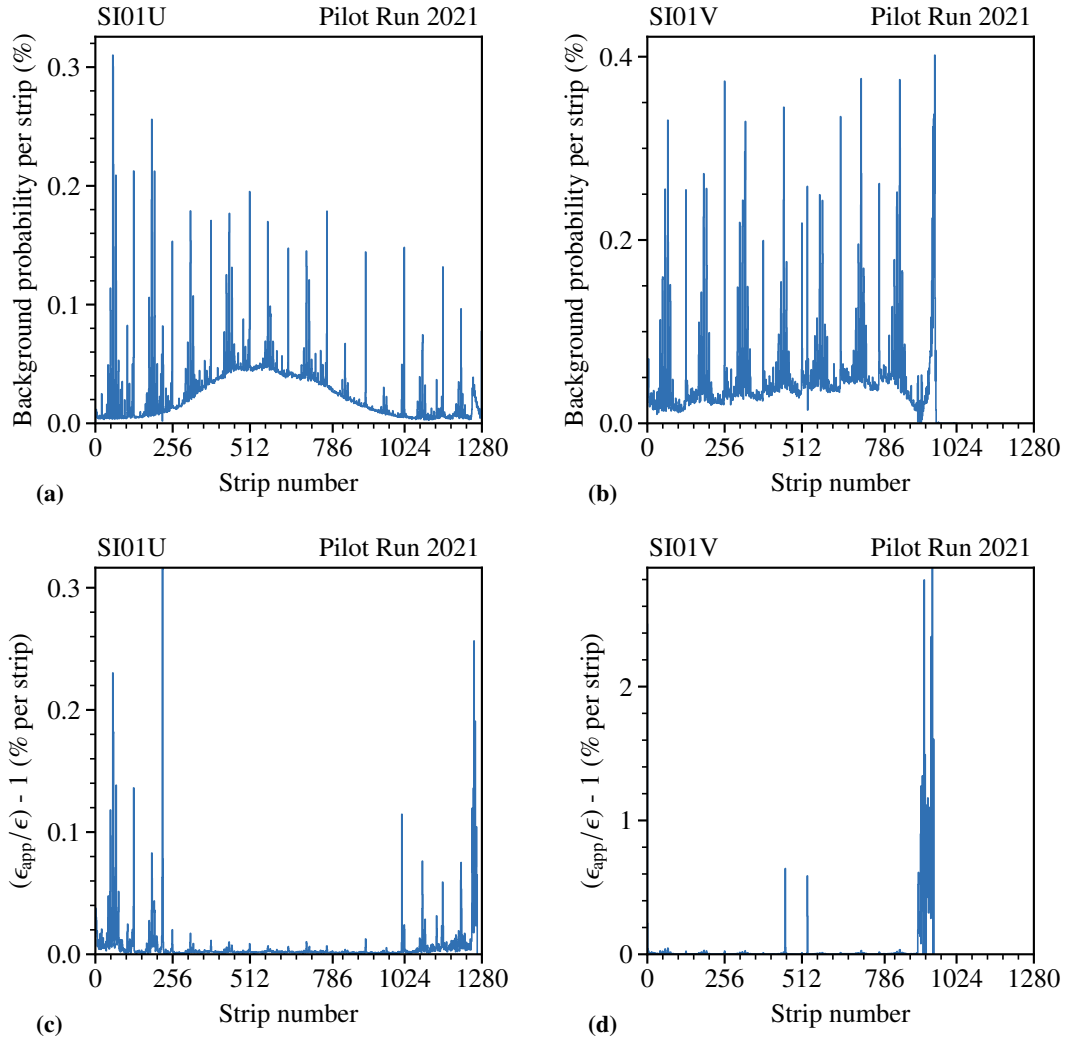 SI01U Pilot Run 2021
Background probability per strip (%)
0.3
0.2
0.1
0.0
0 256 512 786 1024 1280
Strip number
(a)
SI01V Pilot Run 2021
Background probability per strip (%)
0.4
0.2
0.0
0 256 512 786 1024 1280
Strip number
(b)
SI01U Pilot Run 2021
(ϵapp/ϵ) - 1 (% per strip)
0.3
0.2
0.1
0.0
0 256 512 786 1024 1280
Strip number
(c)
SI01V Pilot Run 2021
(ϵapp/ϵ) - 1 (% per strip)
2
1
0
0 256 512 786 1024 1280
Strip number
(d)